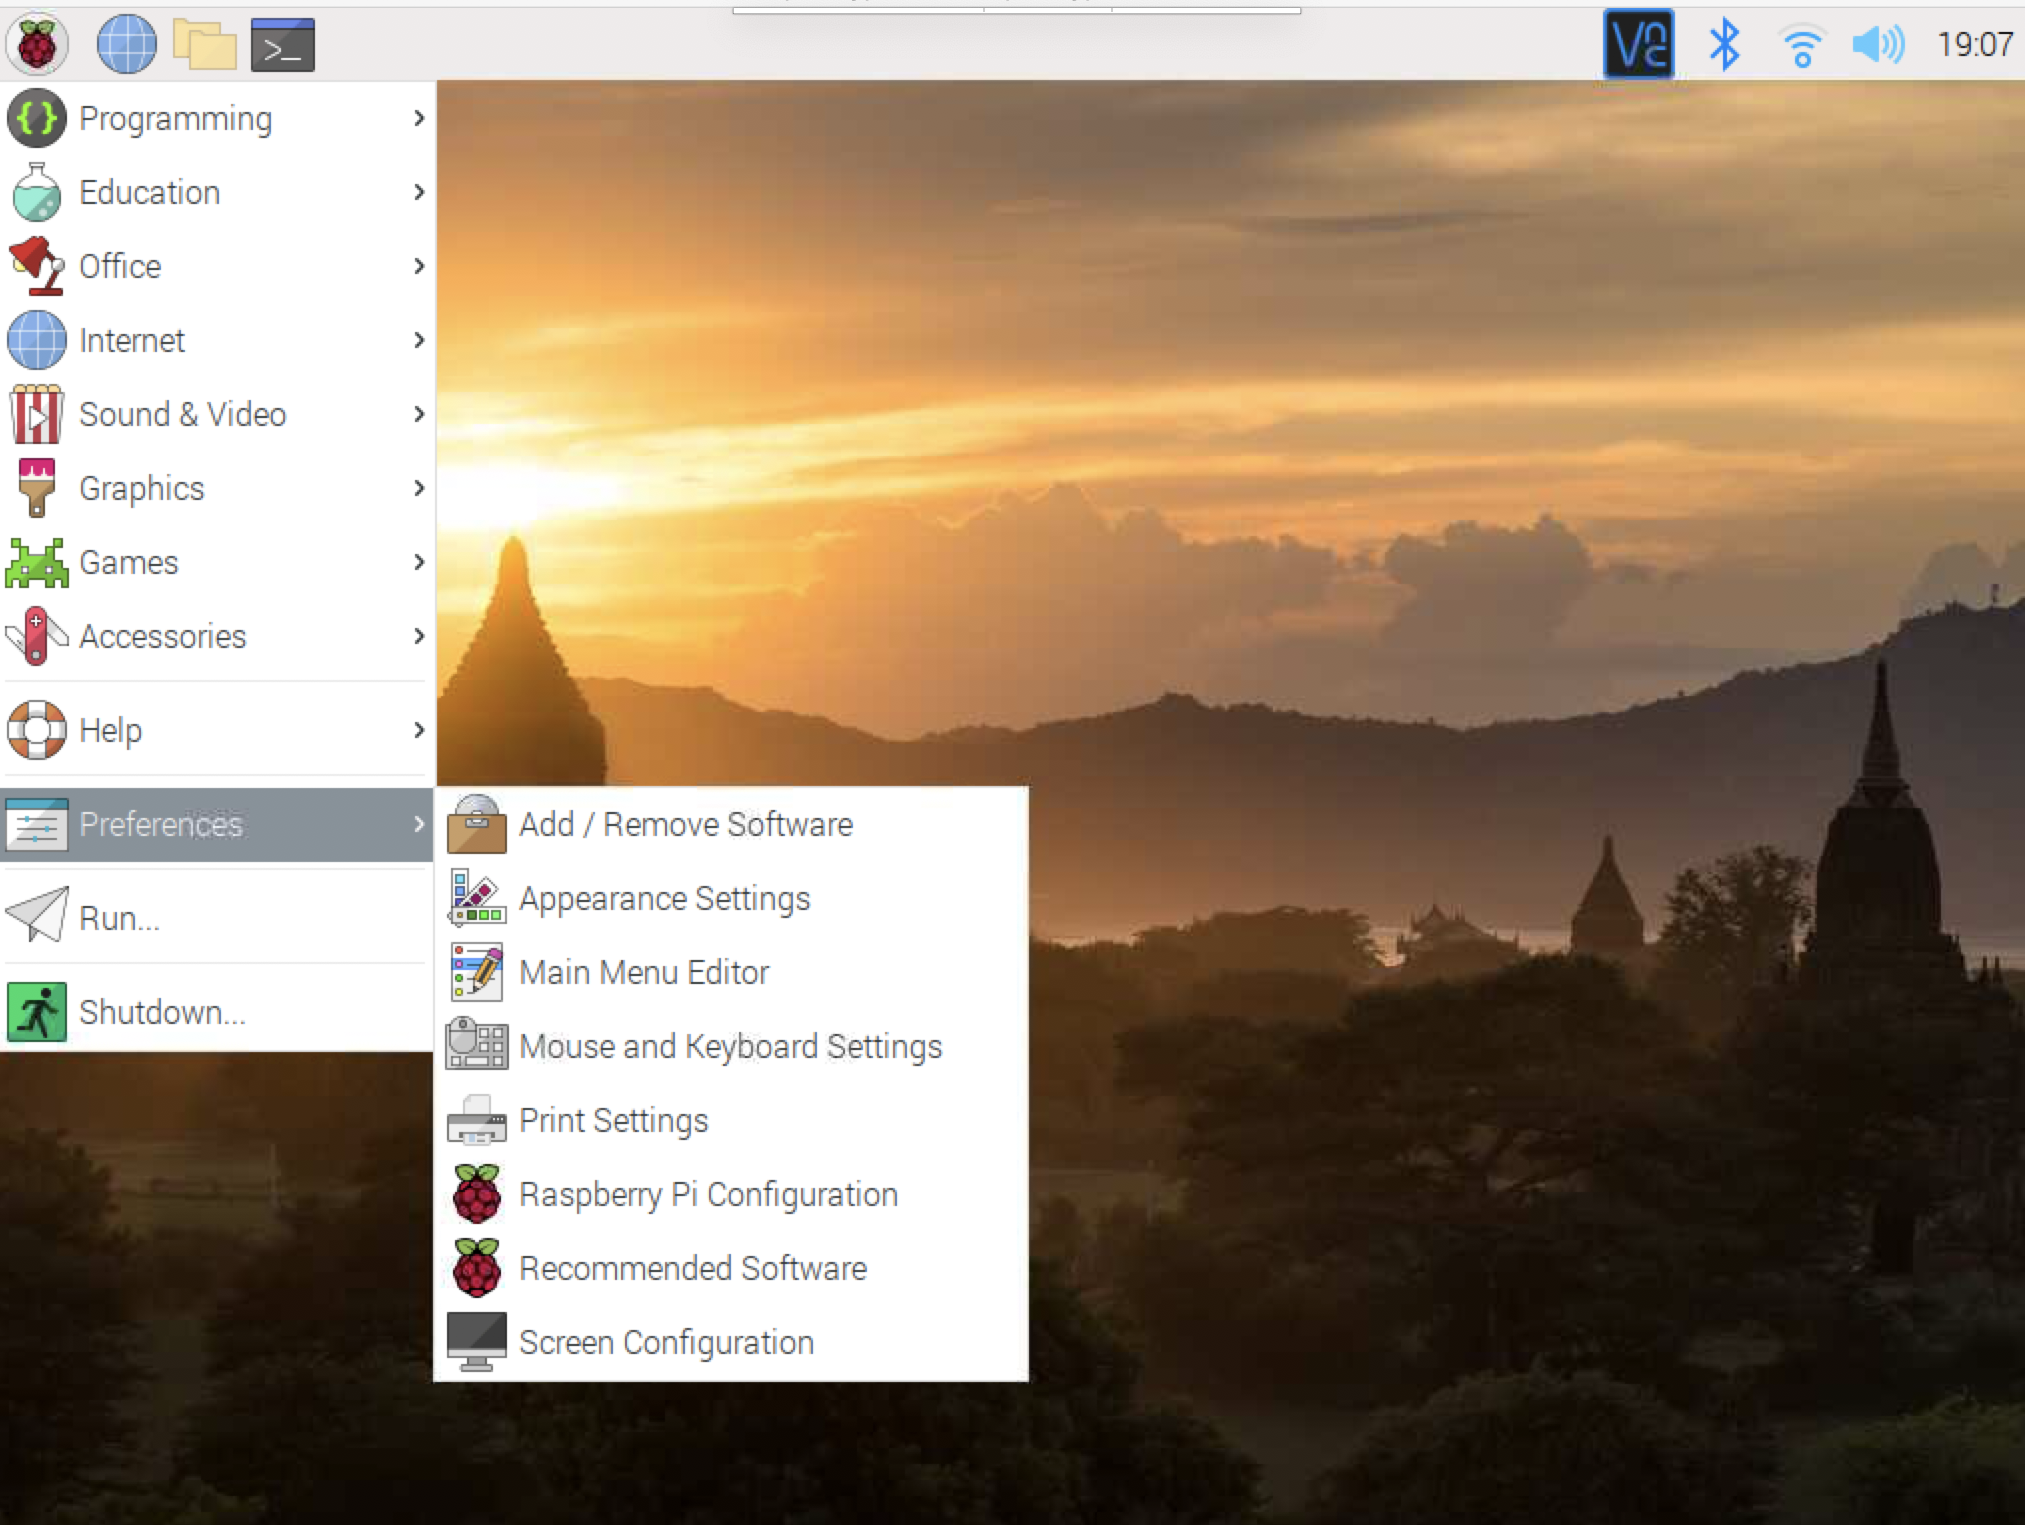 19:07
Programming
Education
Office
Internet
Sound & Video
Graphics
Games
Accessories
Help
Preferences
Run...
Shutdown...
Add / Remove Software
Appearance Settings
Main Menu Editor
Mouse and Keyboard Settings
Print Settings
Raspberry Pi Configuration
Recommended Software
Screen Configuration